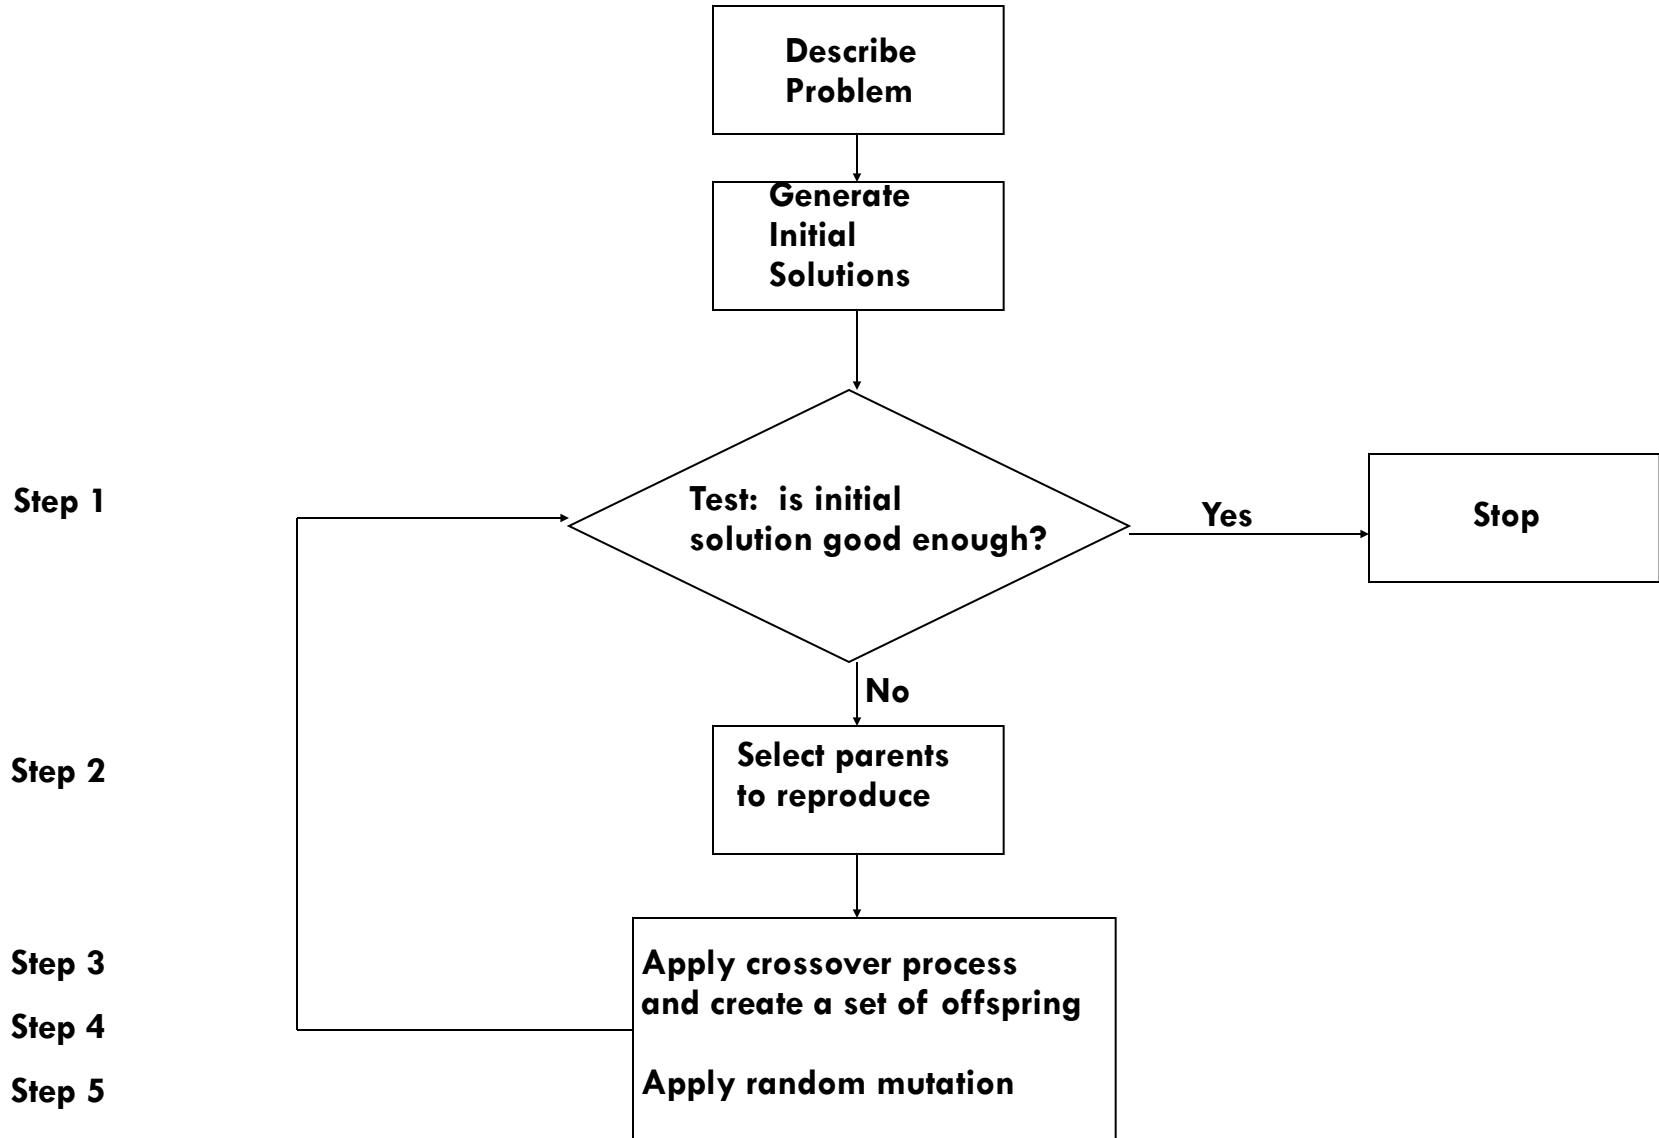 Describe
Problem
Generate
Initial
Solutions
Step 1
Test:  is initial
solution good enough?
Yes
Stop
No
Step 2
Select parents
to reproduce
Step 3
Apply crossover process
and create a set of offspring
Step 4
Step 5
Apply random mutation